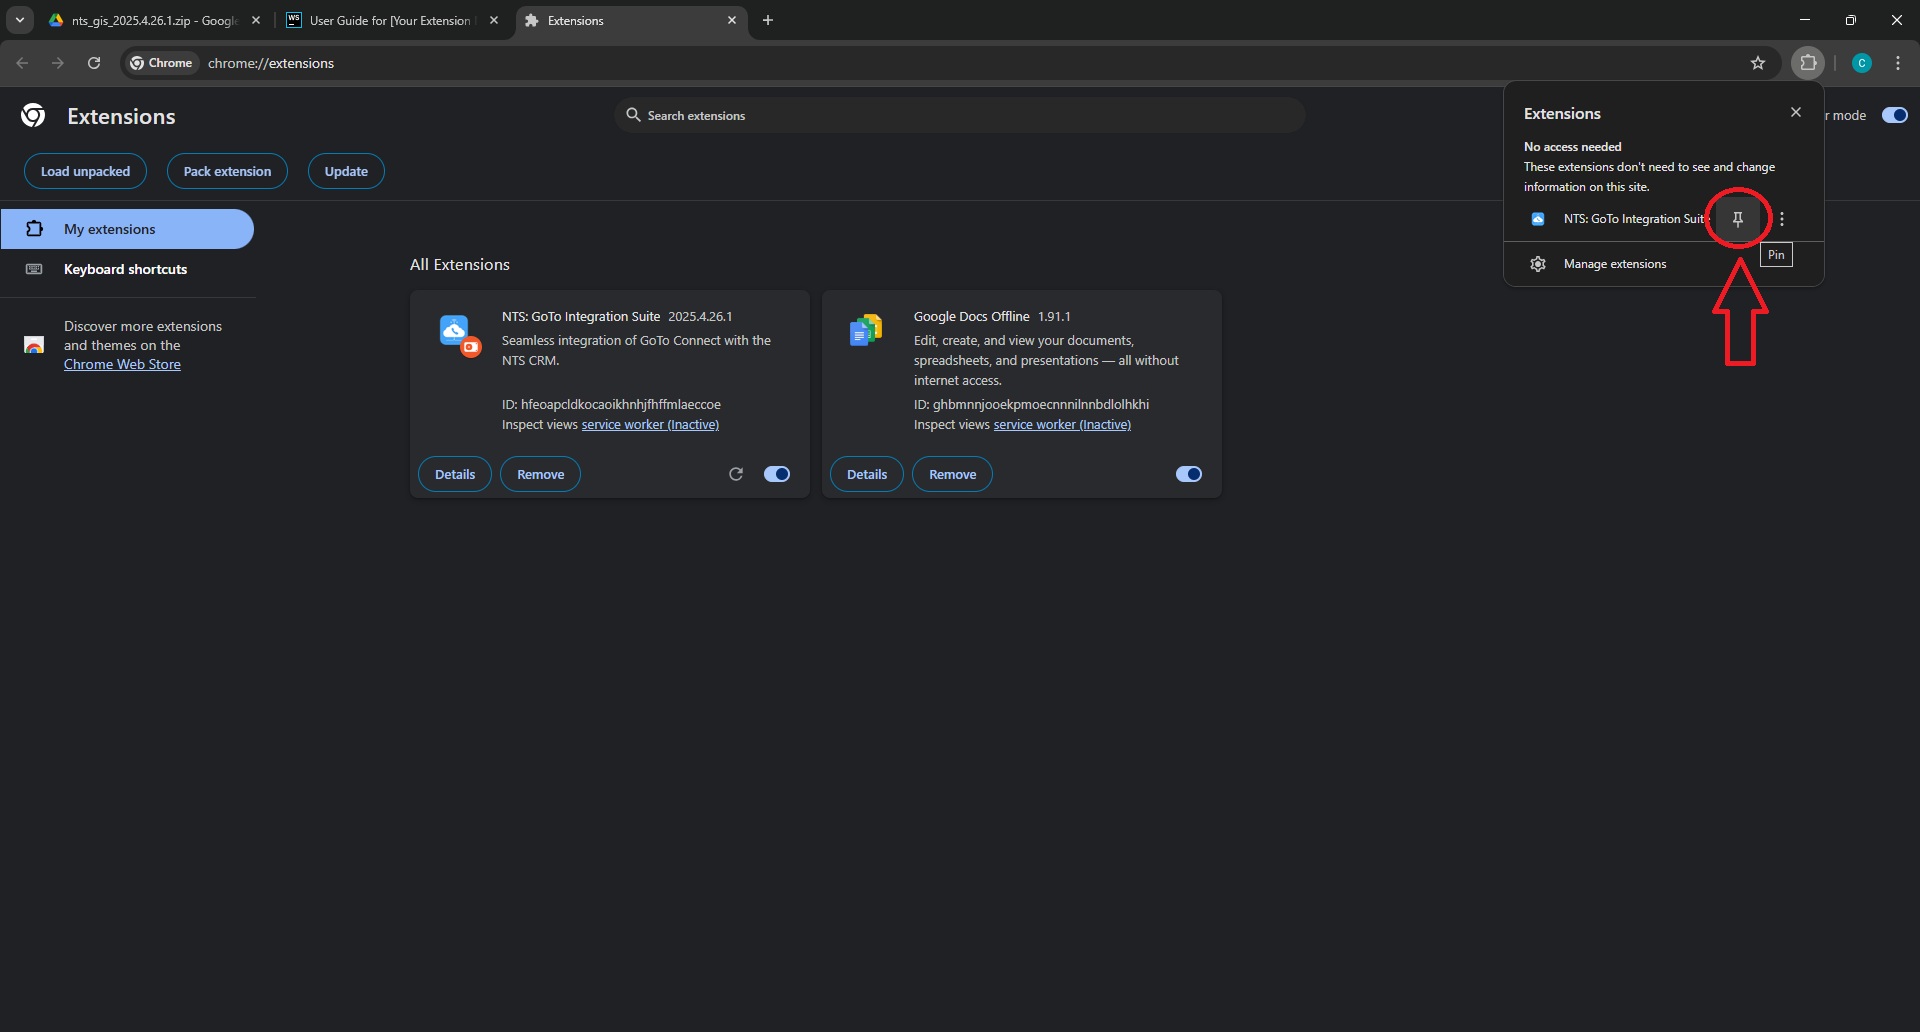 nts_gis_2025.4.26.1.zip - Googl
WS
User Guide for [Your Extension
Extensions
Chrome
chrome://extensions
C
Extensions
Search extensions
r mode
Load unpacked
Pack extension
Update
Extensions
No access needed
These extensions don't need to see and change
information on this site.
NTS: GoTo Integration Suit
Pin
Manage extensions
My extensions
Keyboard shortcuts
Discover more extensions
and themes on the
Chrome Web Store
All Extensions
NTS: GoTo Integration Suite 2025.4.26.1
Seamless integration of GoTo Connect with the
NTS CRM.
ID: hfeoapcldkocaoikhnhjfhffmlaeccoe
Inspect views service worker (Inactive)
Details
Remove
Google Docs Offline 1.91.1
Edit, create, and view your documents,
spreadsheets, and presentations — all without
internet access.
ID: ghbmnnjooekpmoecnnnilnnbdlolhkhi
Inspect views service worker (Inactive)
Details
Remove